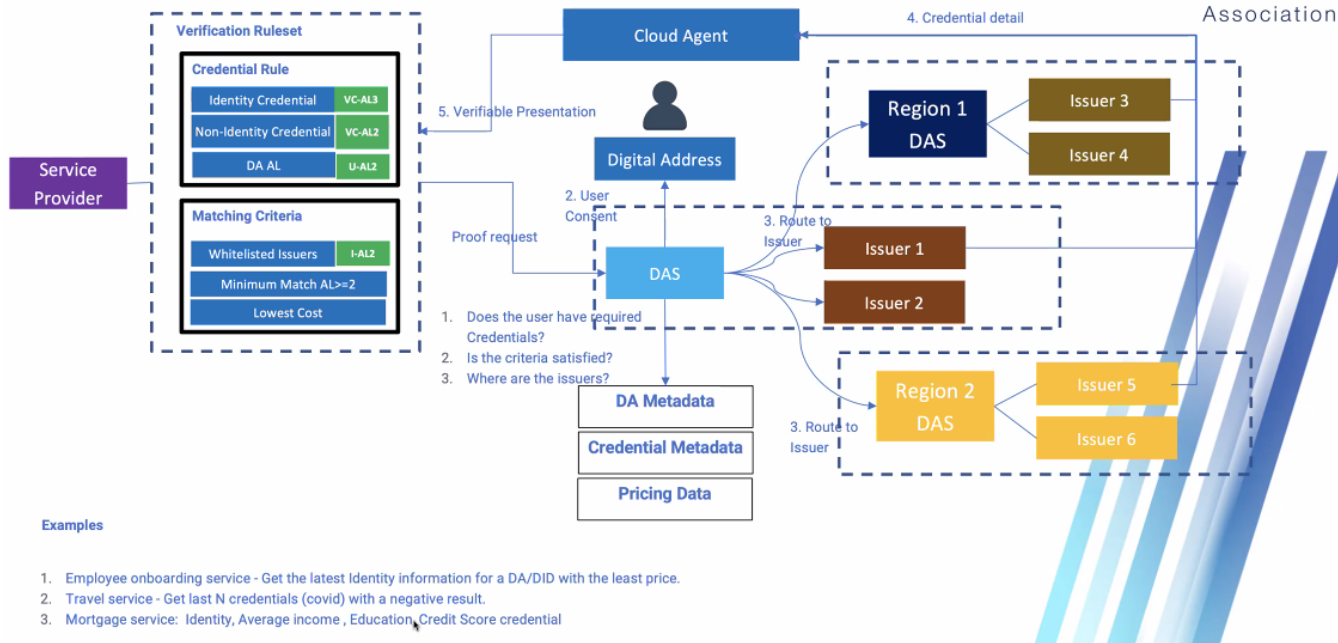 Association
4. Credential detail
Verification Ruleset
Cloud Agent
Credential Rule
Identity Credential VC-AL3
Non-Identity Credential VC-AL2
DA AL U-AL2
5. Verifiable Presentation
Region 1
DAS
Issuer 3
Issuer 4
Digital Address
Service
Provider
2. User
Consent
Matching Criteria
Whitelisted Issuers I-AL2
Minimum Match AL>=2
Lowest Cost
Proof request
3. Route to
Issuer
DAS
Issuer 1
Issuer 2
1. Does the user have required
Credentials?
2. Is the criteria satisfied?
3. Where are the issuers?
Region 2
DAS
Issuer 5
Issuer 6
3. Route to
Issuer
DA Metadata
Credential Metadata
Pricing Data
Examples
1. Employee onboarding service - Get the latest Identity information for a DA/DID with the least price.
2. Travel service - Get last N credentials (covid) with a negative result.
3. Mortgage service: Identity, Average income , Education, Credit Score credential